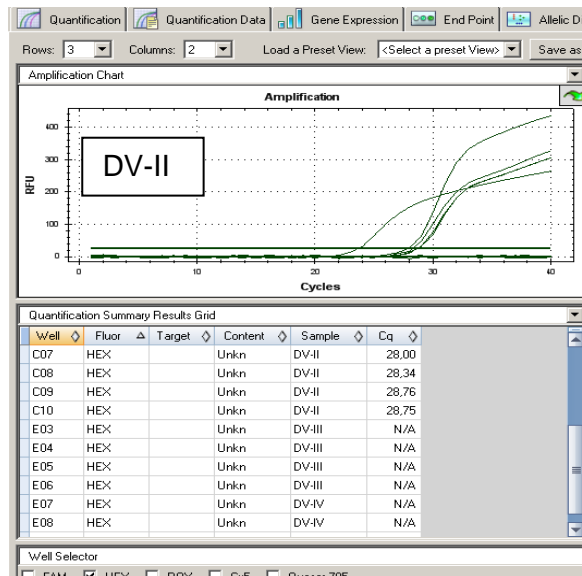 Quantification Quantification Data Gene Expression End Point Allelic D
Rows: 3 Columns: 2 Load a Preset View: <Select a preset View> Save as
Amplification Chart
Amplification
400
300
200
100
0
RFU
DV-II
0 10 20 30 40
Cycles
Quantification Summary Results Grid
Well Fluor Target Content Sample Cq
C07 HEX Unkn DV-II 28,00
C08 HEX Unkn DV-II 28,34
C09 HEX Unkn DV-II 28,76
C10 HEX Unkn DV-II 28,75
E03 HEX Unkn DV-III N/A
E04 HEX Unkn DV-III N/A
E05 HEX Unkn DV-III N/A
E06 HEX Unkn DV-III N/A
E07 HEX Unkn DV-IV N/A
E08 HEX Unkn DV-IV N/A
Well Selector
FAM HEX ROX Cy5 Quasar 705